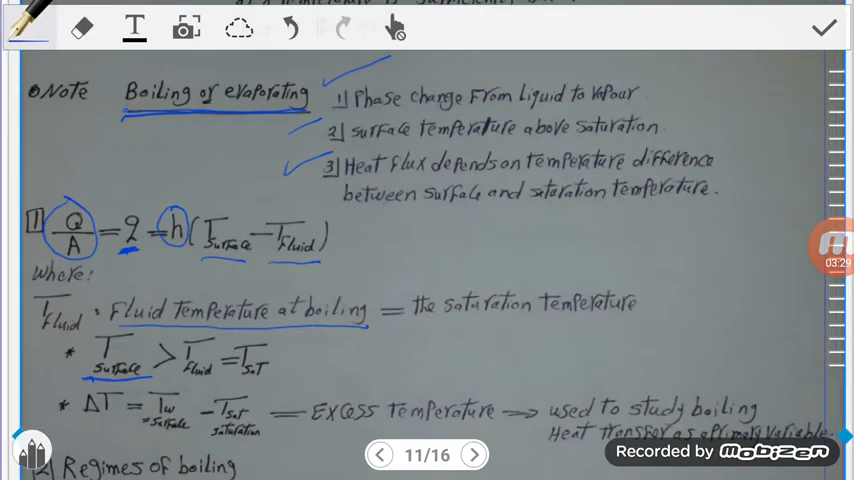 T
• Note Boiling or evaporating
1) Phase change From liquid to vapour
2) surface temperature above saturation.
3) Heat flux depends on temperature difference
between surface and saturation temperature.
1 Q/A = q = h (T surface - T Fluid)
where:
T Fluid : Fluid temperature at boiling = the saturation temperature
* T surface > T Fluid = T sat
* ΔT = Tw = surface - T sat saturation = Excess temperature → used to study boiling
Heat transfer as a primary variable.
2 Regimes of boiling
11/16
03:29
Recorded by mobizen